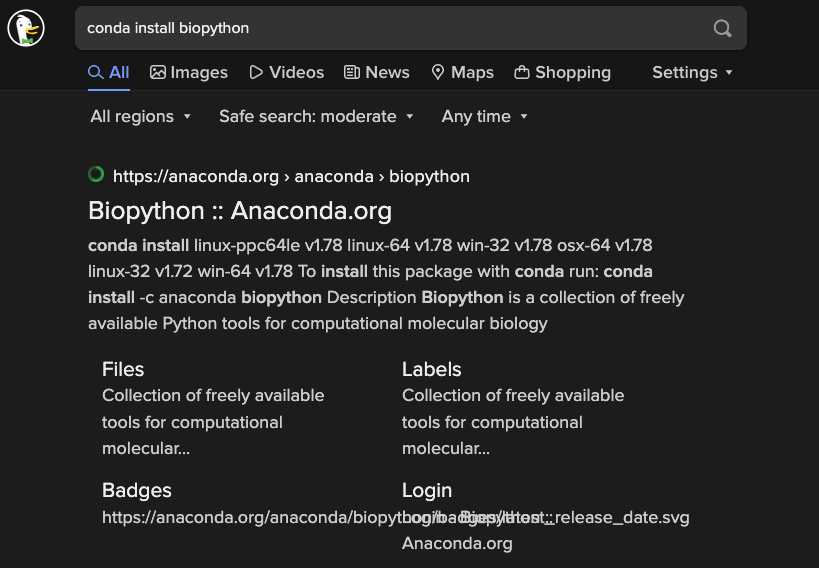 conda install biopython
All Images Videos News Maps Shopping Settings
All regions Safe search: moderate Any time
https://anaconda.org › anaconda › biopython
Biopython :: Anaconda.org
conda install linux-ppc64le v1.78 linux-64 v1.78 win-32 v1.78 osx-64 v1.78
linux-32 v1.72 win-64 v1.78 To install this package with conda run: conda
install -c anaconda biopython Description Biopython is a collection of freely
available Python tools for computational molecular biology
Files
Collection of freely available
tools for computational
molecular...
Labels
Collection of freely available
tools for computational
molecular...
Badges
https://anaconda.org/anaconda/biopython/badges/latest_release_date.svg
Login
Login :: Anaconda.org